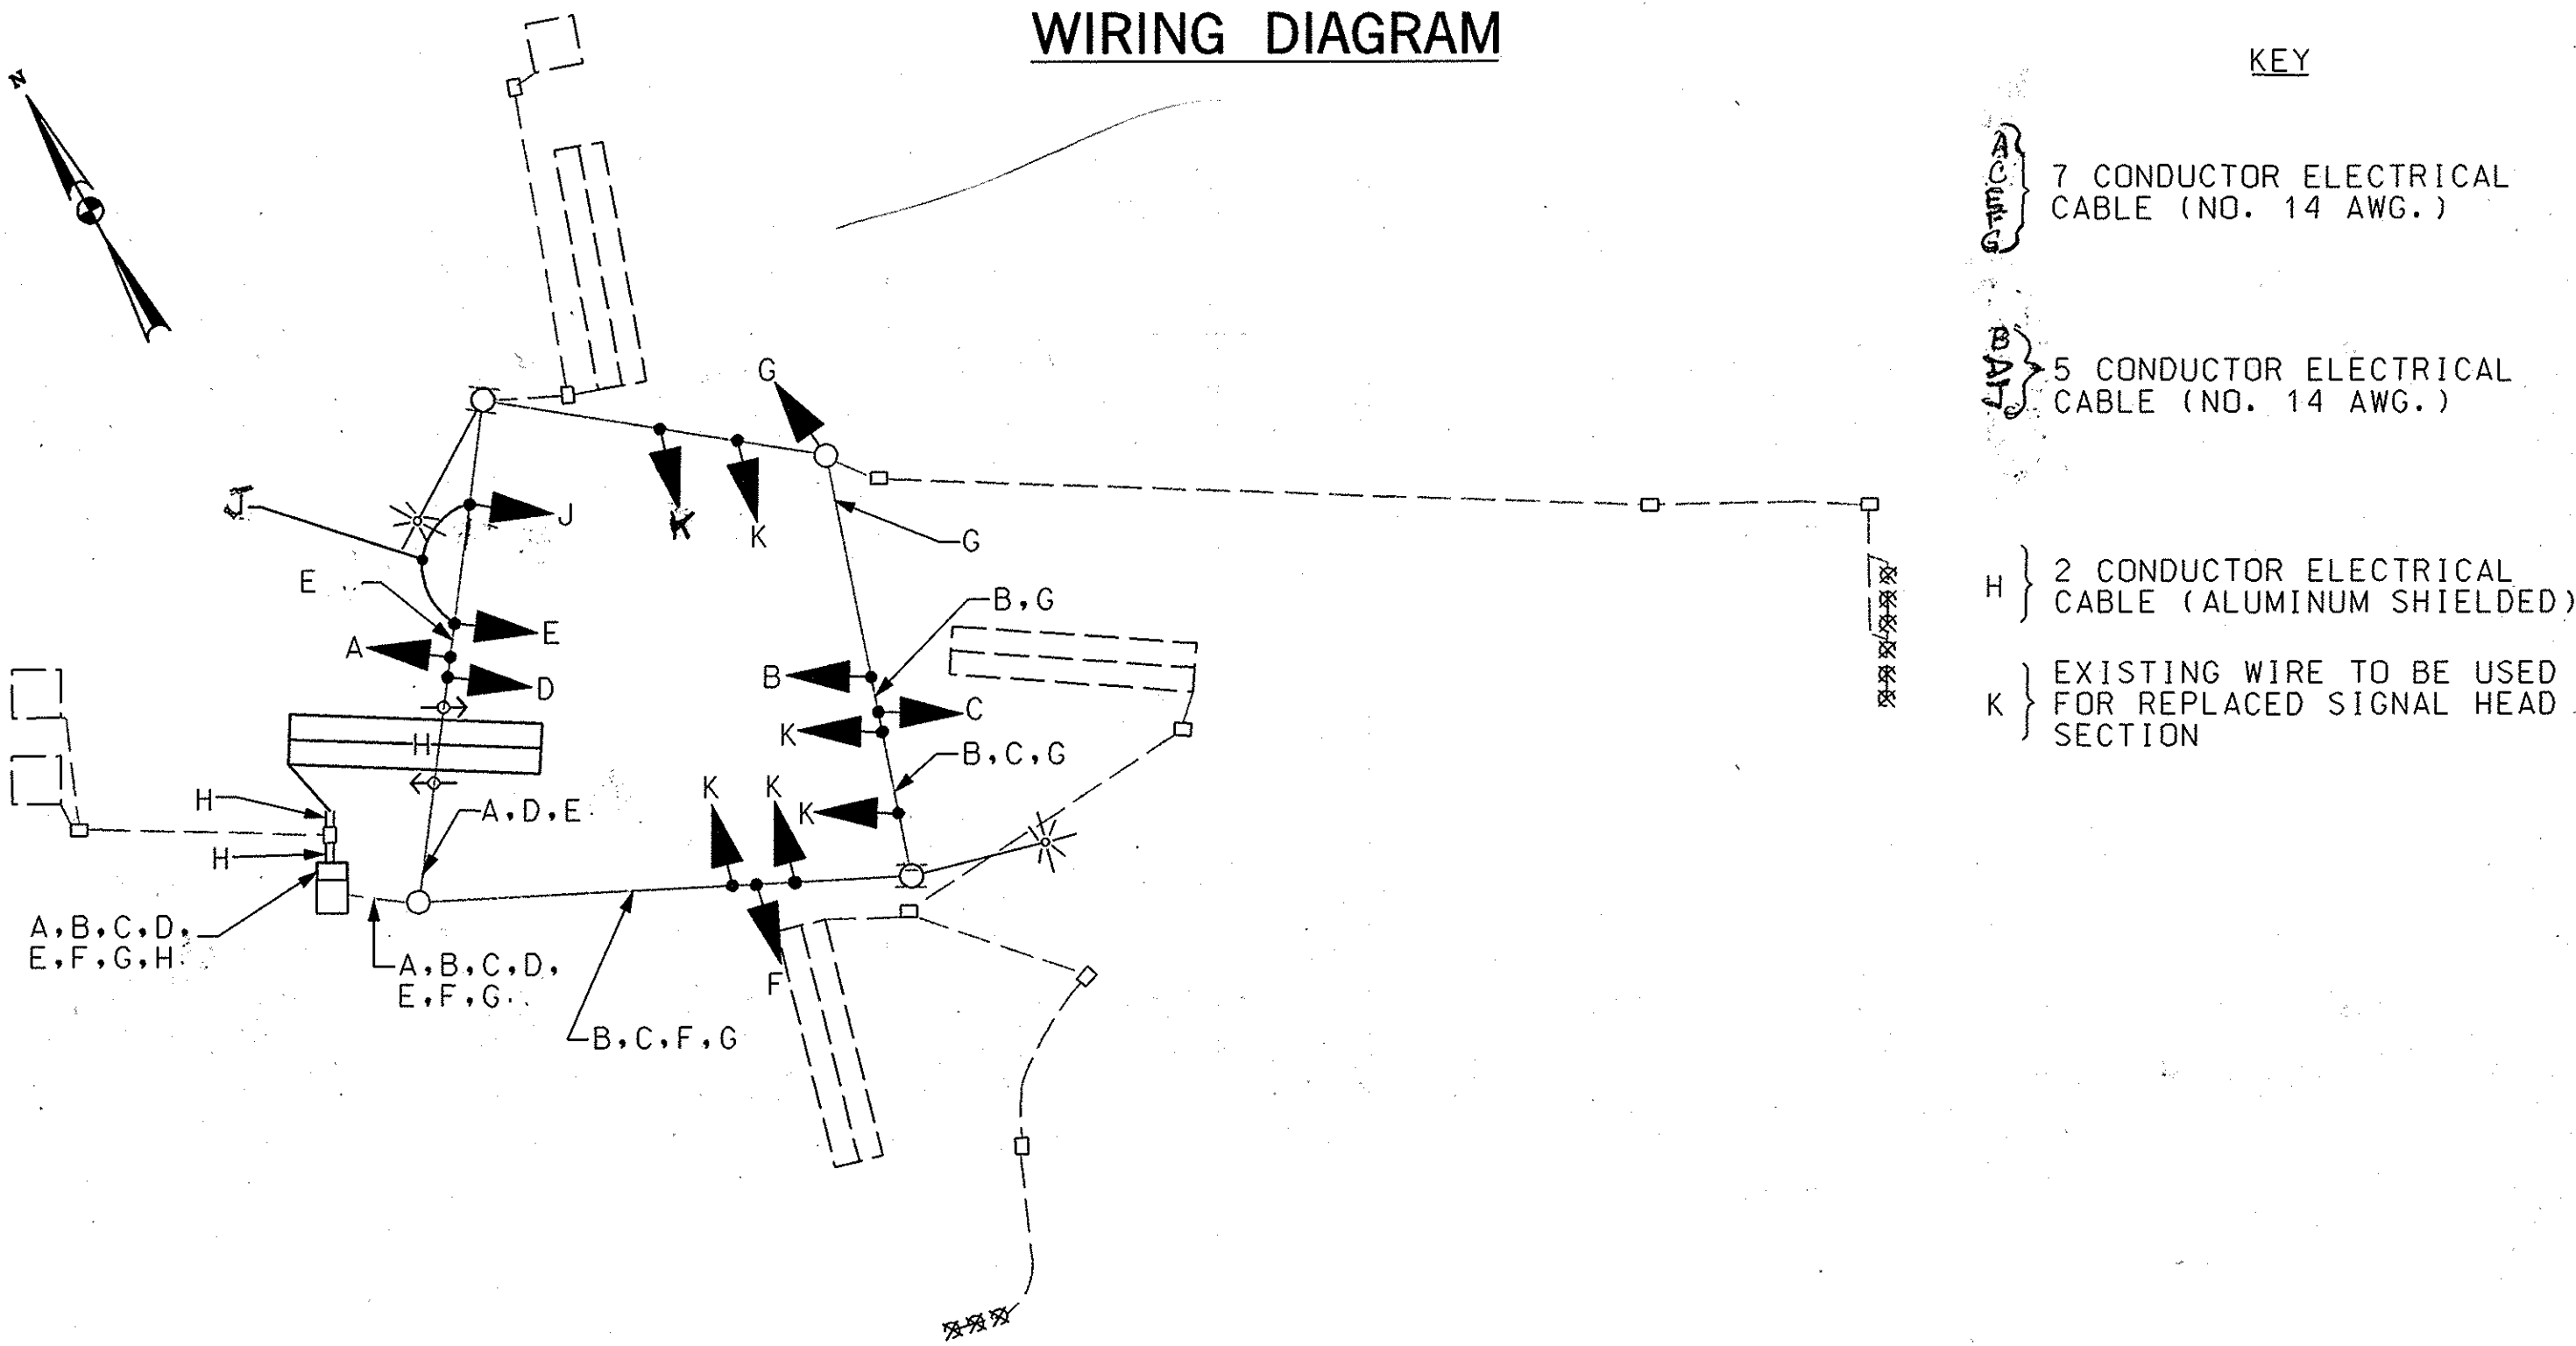 WIRING DIAGRAM
N
KEY
A
C
E
F
G
7 CONDUCTOR ELECTRICAL
CABLE (NO. 14 AWG.)
B
D
J
5 CONDUCTOR ELECTRICAL
CABLE (NO. 14 AWG.)
H
2 CONDUCTOR ELECTRICAL
CABLE (ALUMINUM SHIELDED)
K
EXISTING WIRE TO BE USED
FOR REPLACED SIGNAL HEAD
SECTION
G
J
J
K
K
G
E
B,G
E
A
D
B
C
K
H
B,C,G
K
K
K
H
A,D,E
H
A,B,C,D,
E,F,G,H
A,B,C,D,
E,F,G
F
B,C,F,G